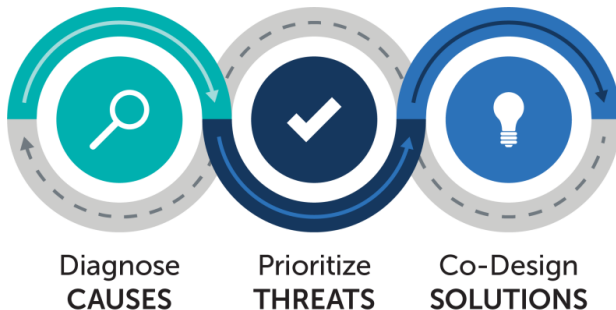 Diagnose
CAUSES
Prioritize
THREATS
Co-Design
SOLUTIONS